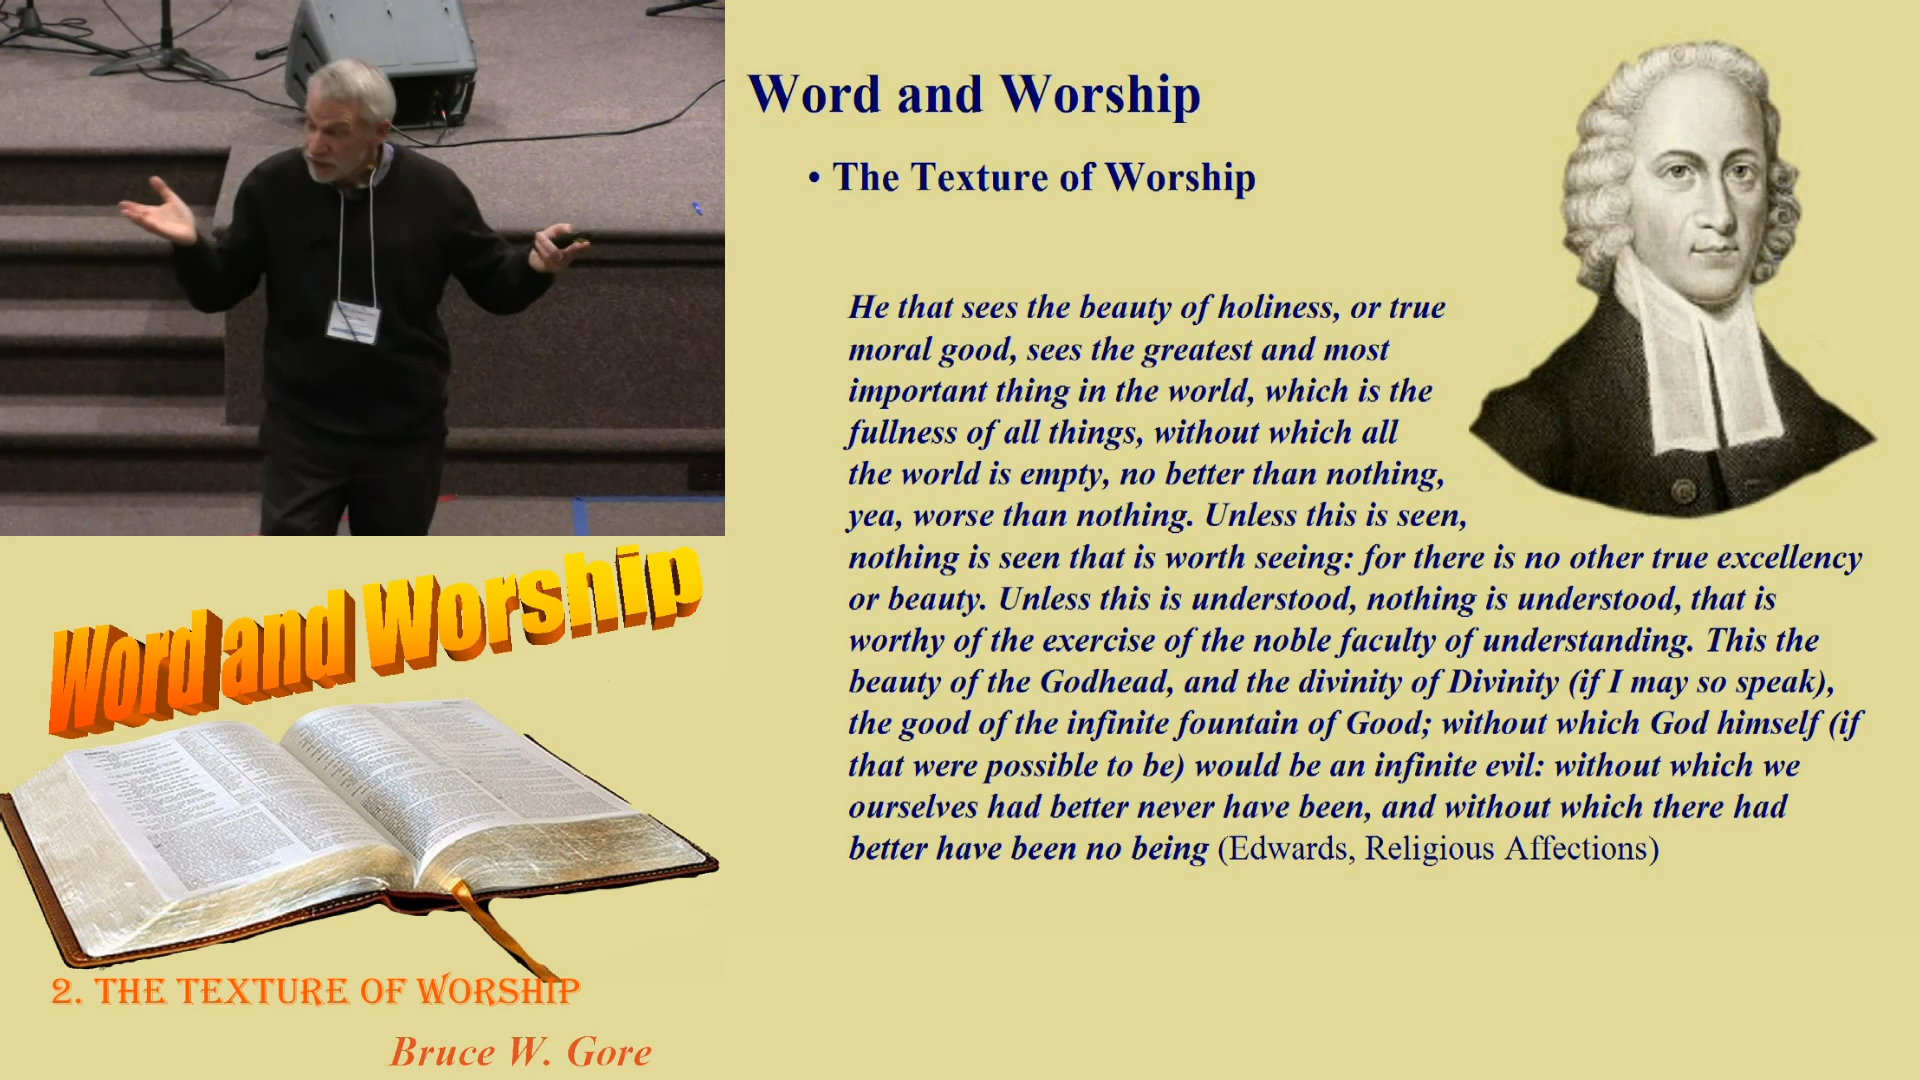 Word and Worship
• The Texture of Worship
He that sees the beauty of holiness, or true
moral good, sees the greatest and most
important thing in the world, which is the
fullness of all things, without which all
the world is empty, no better than nothing,
yea, worse than nothing. Unless this is seen,
nothing is seen that is worth seeing: for there is no other true excellency
or beauty. Unless this is understood, nothing is understood, that is
worthy of the exercise of the noble faculty of understanding. This the
beauty of the Godhead, and the divinity of Divinity (if I may so speak),
the good of the infinite fountain of Good; without which God himself (if
that were possible to be) would be an infinite evil: without which we
ourselves had better never have been, and without which there had
better have been no being (Edwards, Religious Affections)
Word and Worship
2. THE TEXTURE OF WORSHIP
Bruce W. Gore